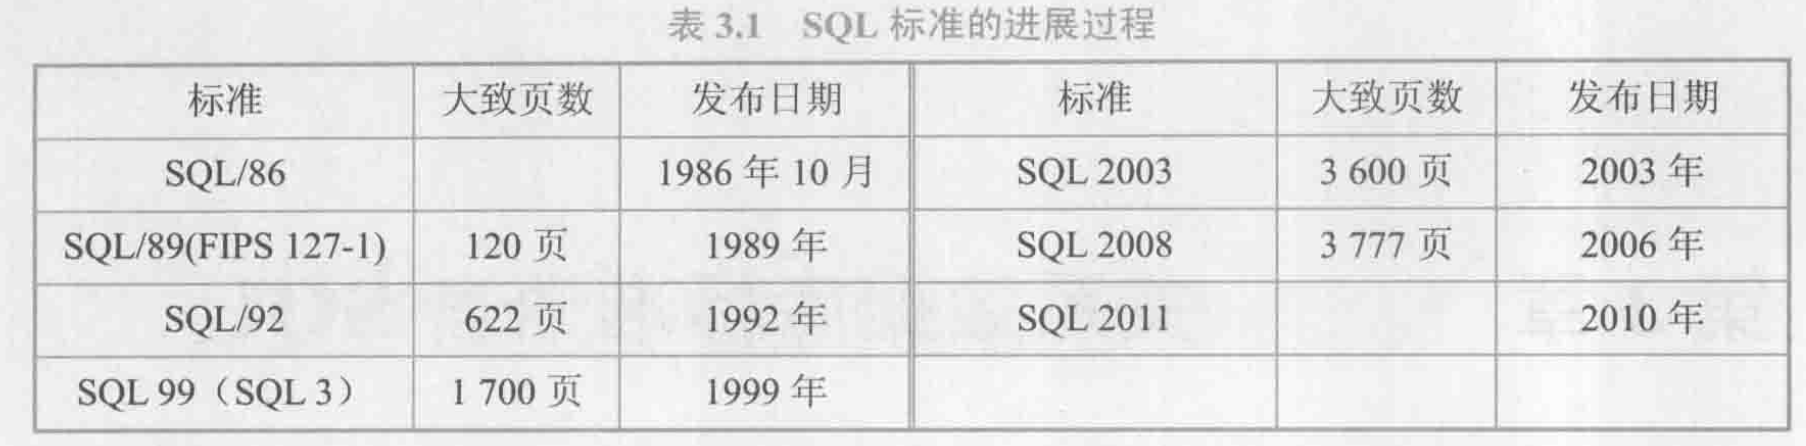 表 3.1 SQL 标准的进展过程
标准 大致页数 发布日期 标准 大致页数 发布日期
SQL/86 1986 年 10 月 SQL 2003 3 600 页 2003 年
SQL/89(FIPS 127-1) 120 页 1989 年 SQL 2008 3 777 页 2006 年
SQL/92 622 页 1992 年 SQL 2011 2010 年
SQL 99（SQL 3） 1 700 页 1999 年